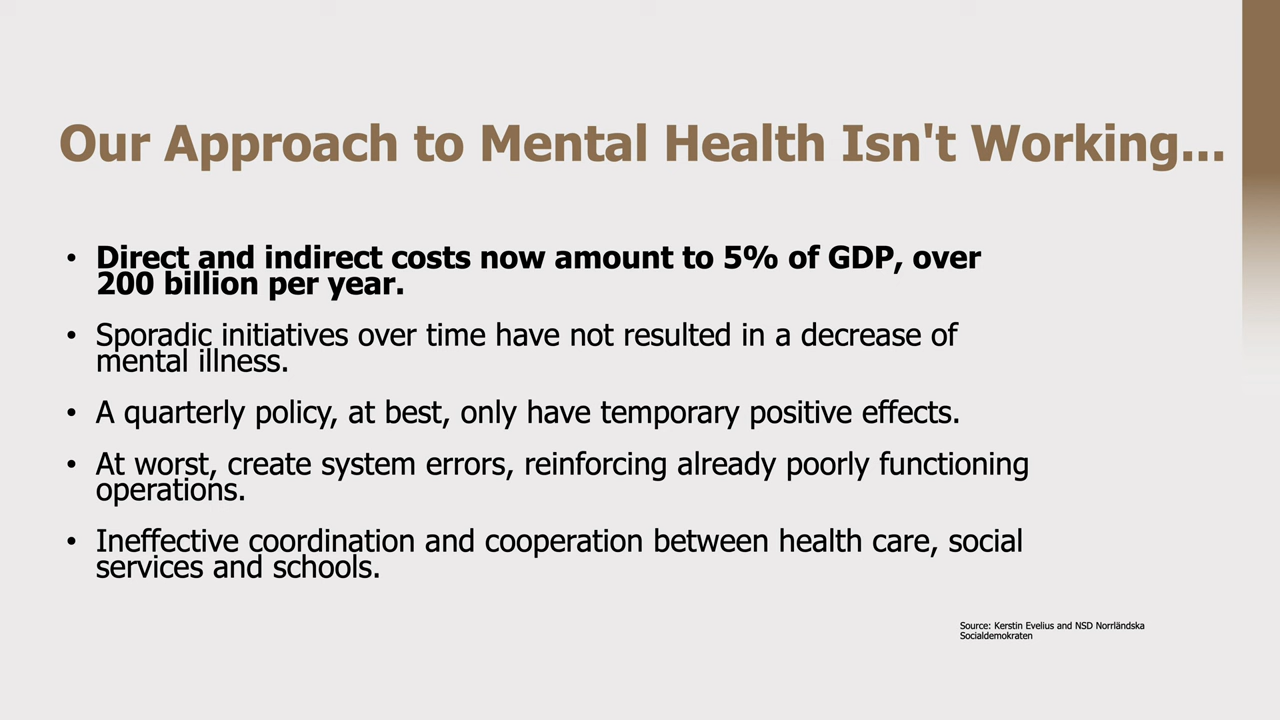 Our Approach to Mental Health Isn't Working...
• Direct and indirect costs now amount to 5% of GDP, over
200 billion per year.
• Sporadic initiatives over time have not resulted in a decrease of
mental illness.
• A quarterly policy, at best, only have temporary positive effects.
• At worst, create system errors, reinforcing already poorly functioning
operations.
• Ineffective coordination and cooperation between health care, social
services and schools.
Source: Kerstin Evelius and NSD Norrländska
Socialdemokraten